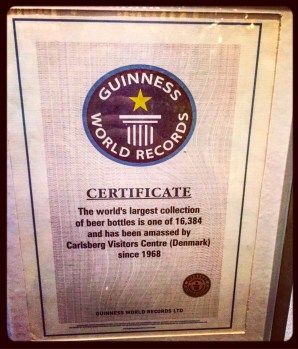 GUINNESS
WORLD RECORDS
CERTIFICATE
The world's largest collection
of beer bottles is one of 16,384
and has been amassed by
Carlsberg Visitors Centre (Denmark)
since 1968
GUINNESS WORLD RECORDS LTD